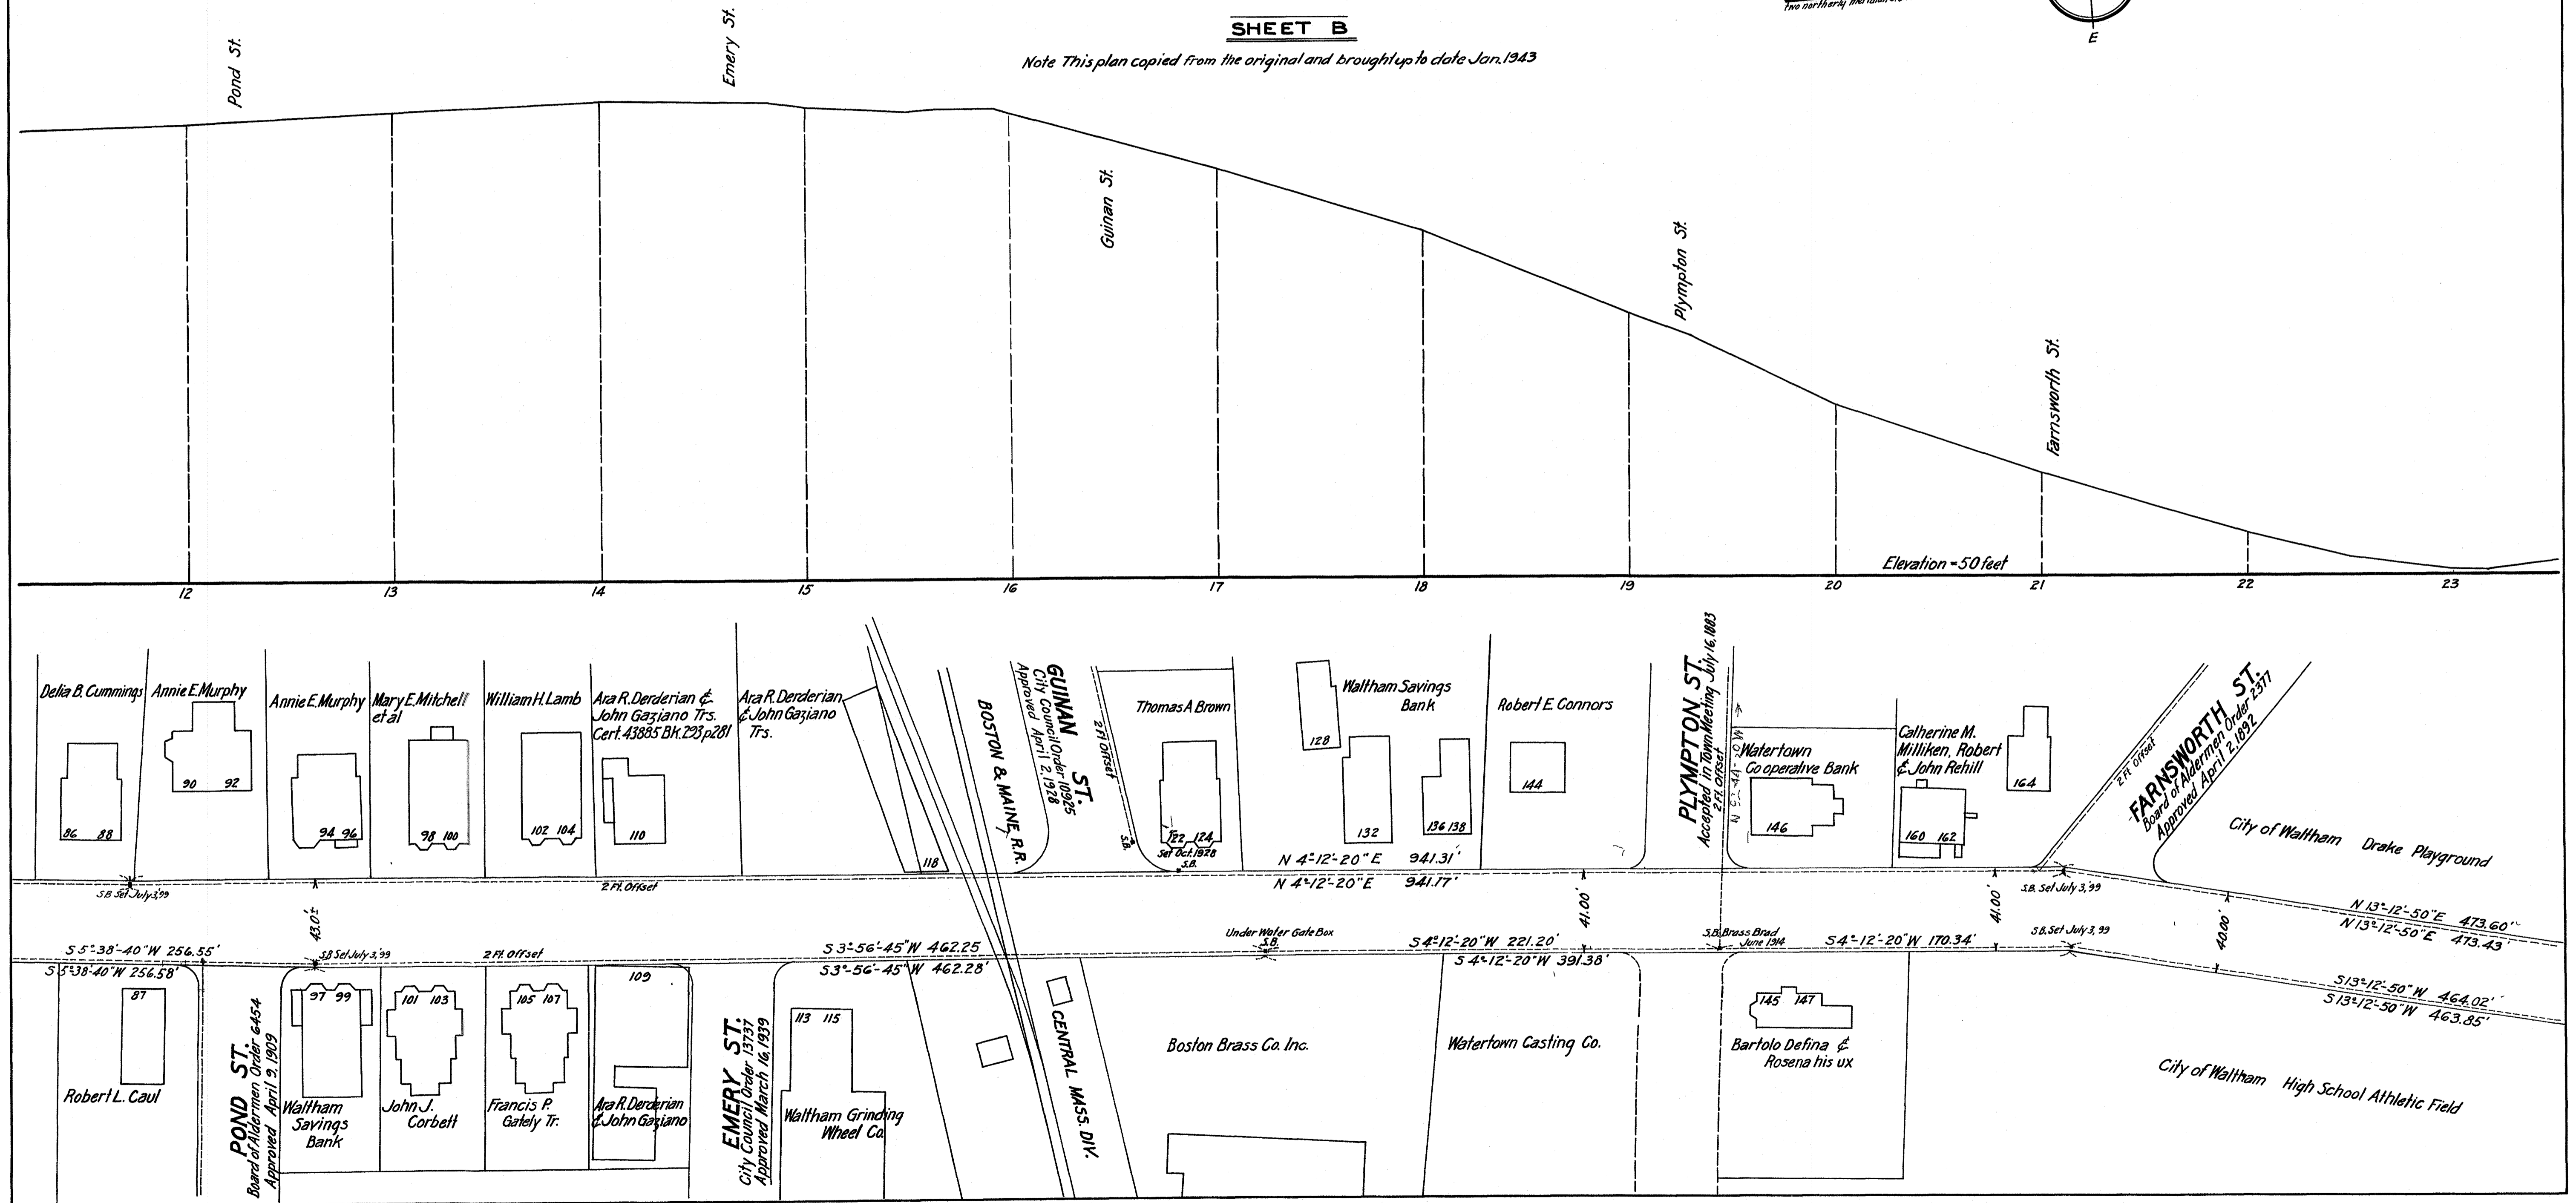 two northerly
E
SHEET B
Note This plan copied from the original and brought up to date Jan. 1943
Pond St.
Emery St.
Guinan St.
Plympton St.
Farnsworth St.
Elevation = 50 feet
12 13 14 15 16 17 18 19 20 21 22 23
Delia B. Cummings
86 88
Annie E. Murphy
90 92
Annie E. Murphy
94 96
Mary E. Mitchell
et al
98 100
William H. Lamb
102 104
Ara R. Derderian &
John Gaziano Trs.
Cert. 43885 Bk. 293 p281
110
Ara R. Derderian
& John Gaziano
Trs.
118
BOSTON & MAINE R.R.
GUINAN ST.
City Council Order 10925
Approved April 2, 1928
2 Ft Offset
S.B.
Thomas A Brown
122 124
Set Oct. 1928
S.B.
128
Waltham Savings
Bank
132
136 138
Robert E. Connors
144
PLYMPTON ST.
Accepted in Town Meeting July 16, 1883
2 Ft. Offset
Watertown
Cooperative Bank
146
Catherine M.
Milliken, Robert
& John Rehill
160 162
164
2 Ft. Offset
FARNSWORTH ST.
Board of Aldermen Order 2377
Approved April 2, 1892
City of Waltham Drake Playground
N 4°-12'-20" E 941.31'
N 4°-12'-20" E 941.17'
S.B. Set July 3, '99
2 Ft. Offset
S.B. Set July 3, 99
43.0'±
41.00'
41.00'
40.00'
N 13°-12'-50" E 473.60'
N 13°-12'-50" E 473.43'
S 5°-38'-40" W 256.55'
S 5°-38'-40" W 256.58'
S.B. Set July 3, '99
2 Ft. Offset
S 3°-56'-45" W 462.25
S 3°-56'-45" W 462.28'
Under Water Gate Box
S.B.
S 4°-12'-20" W 221.20'
S 4°-12'-20" W 391.38'
S.B. Brass Brad
June 1914
S 4°-12'-20" W 170.34'
S.B. Set July 3, 99
S 13°-12'-50" W 464.02'
S 13°-12'-50" W 463.85'
87
Robert L. Caul
POND ST.
Board of Aldermen Order 6454
Approved April 9, 1909
97 99
Waltham
Savings
Bank
101 103
John J.
Corbett
105 107
Francis P.
Gately Tr.
109
Ara R. Derderian
& John Gaziano
EMERY ST.
City Council Order 13737
Approved March 16, 1939
113 115
Waltham Grinding
Wheel Co.
CENTRAL MASS. DIV.
Boston Brass Co. Inc.
Watertown Casting Co.
145 147
Bartolo Defina &
Rosena his ux
City of Waltham High School Athletic Field